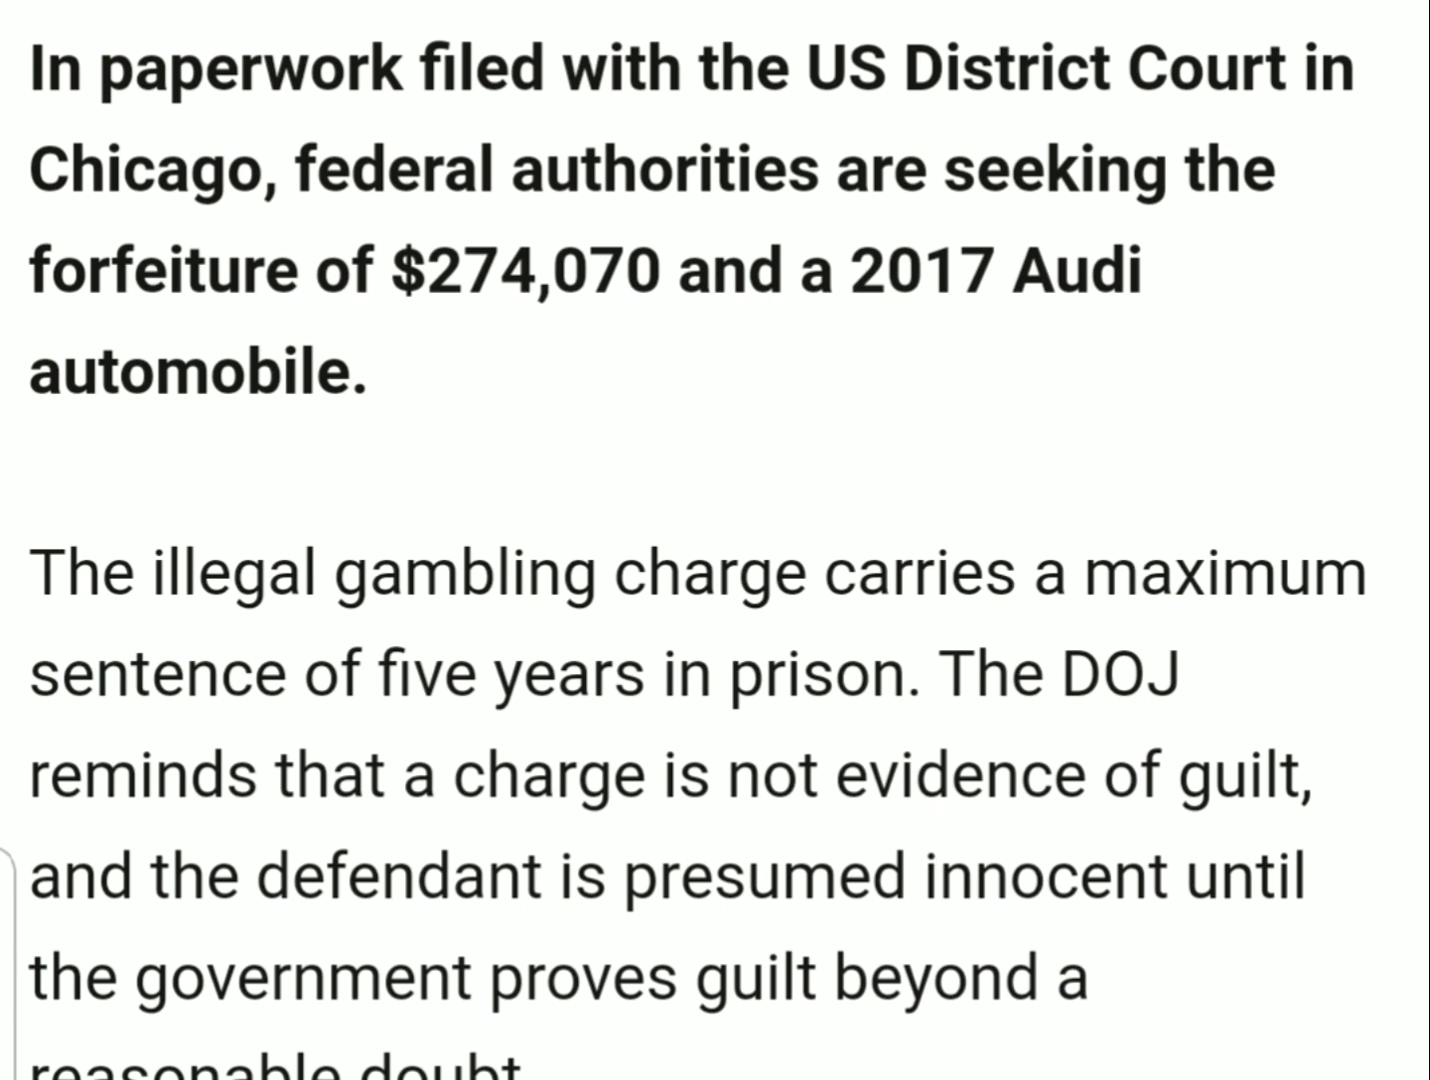 In paperwork filed with the US District Court in
Chicago, federal authorities are seeking the
forfeiture of $274,070 and a 2017 Audi
automobile.
The illegal gambling charge carries a maximum
sentence of five years in prison. The DOJ
reminds that a charge is not evidence of guilt,
and the defendant is presumed innocent until
the government proves guilt beyond a
reasonable doubt